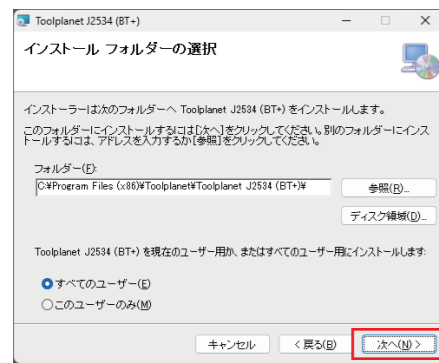 Toolplanet J2534 (BT+)
インストール フォルダーの選択
インストーラーは次のフォルダーへ Toolplanet J2534 (BT+) をインストールします。
このフォルダーにインストールするには[次へ]をクリックしてください。別のフォルダーにインス
トールするには、アドレスを入力するか[参照]をクリックしてください。
フォルダー(F):
C:¥Program Files (x86)¥Toolplanet¥Toolplanet J2534 (BT+)¥
参照(R)...
ディスク領域(D)...
Toolplanet J2534 (BT+) を現在のユーザー用か、またはすべてのユーザー用にインストールします:
すべてのユーザー(E)
このユーザーのみ(M)
キャンセル
< 戻る(B)
次へ(N) >